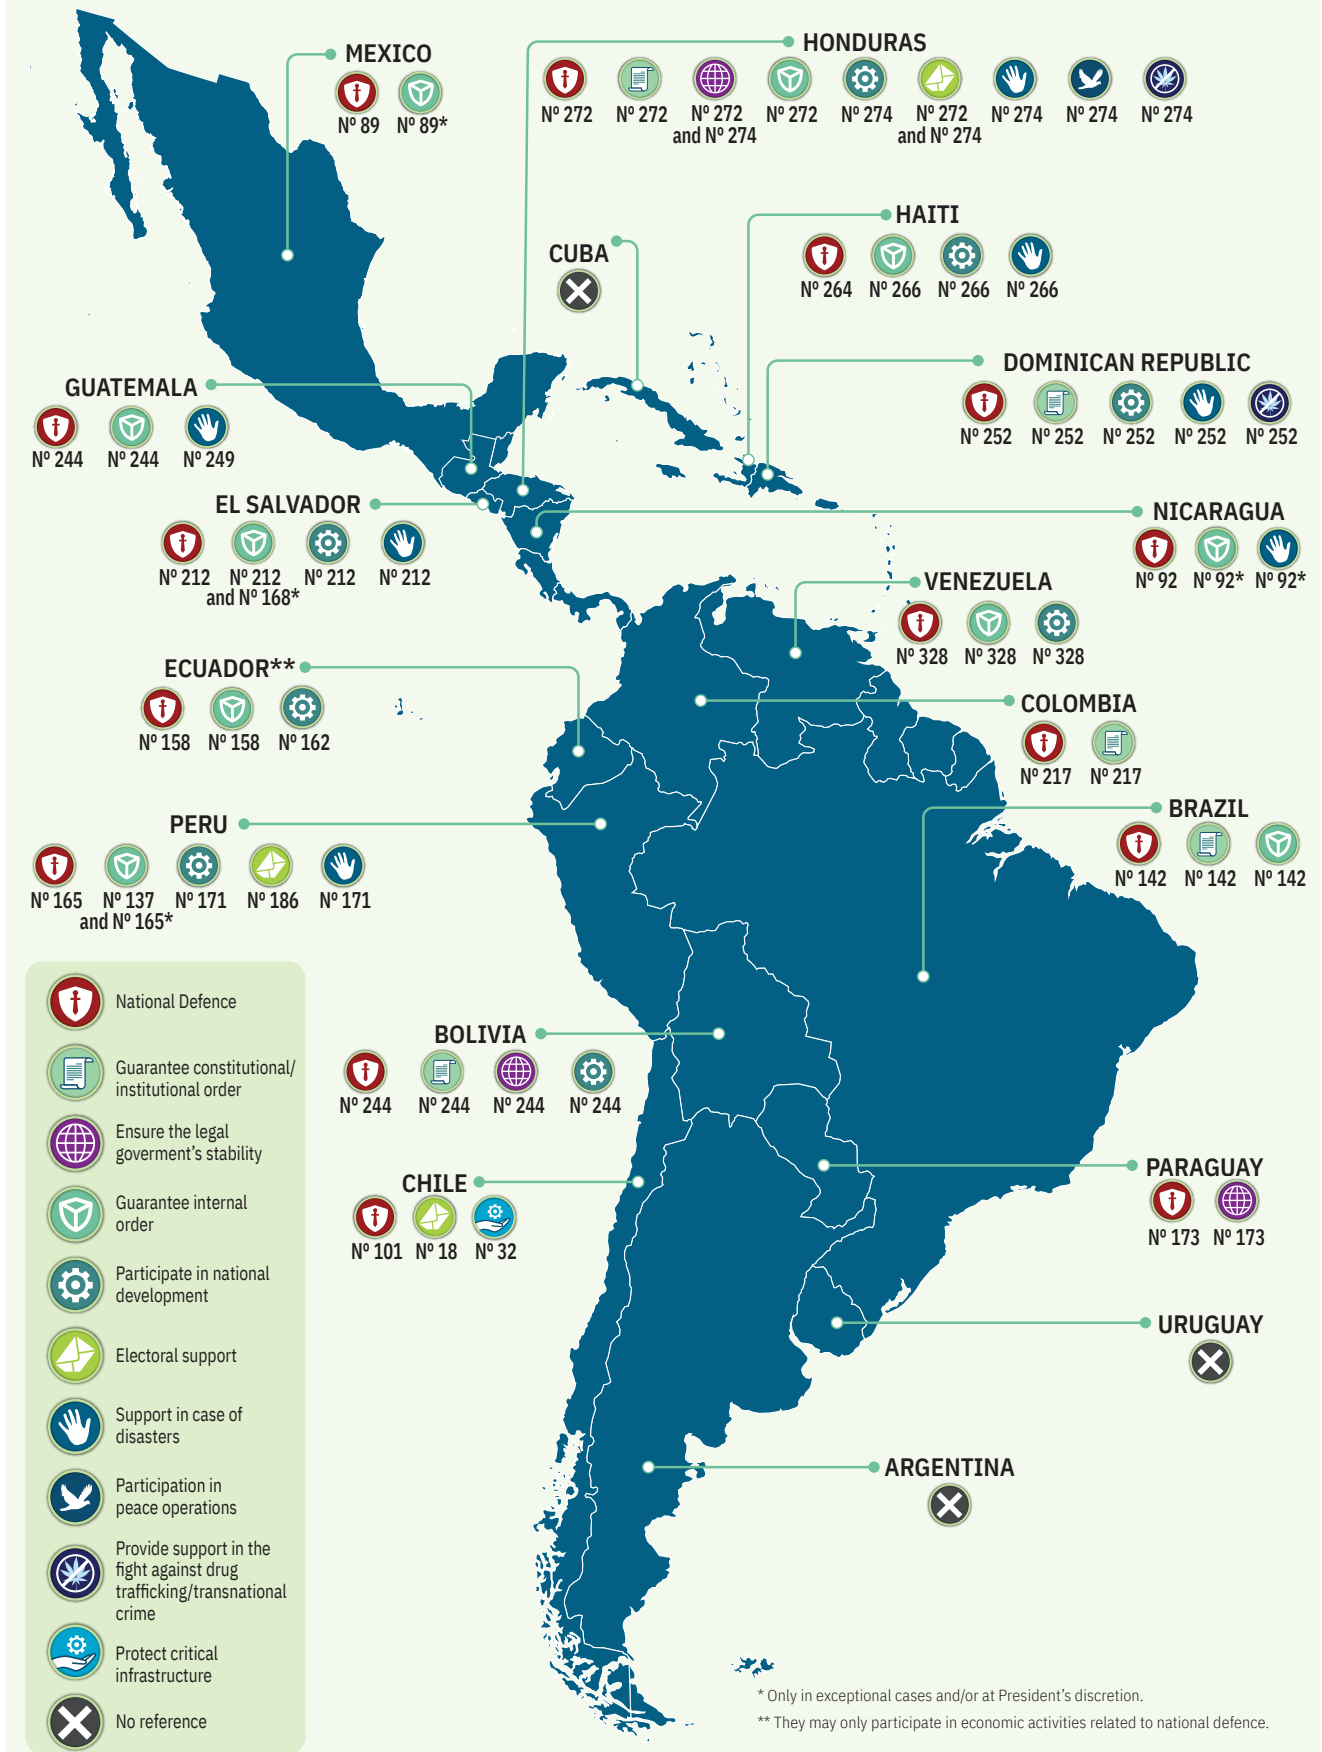 MEXICO
Nº 89 Nº 89*
HONDURAS
Nº 272 Nº 272 Nº 272 Nº 272 Nº 274 Nº 272 Nº 274 Nº 274 Nº 274
and Nº 274 and Nº 274
HAITI
Nº 264 Nº 266 Nº 266 Nº 266
CUBA
DOMINICAN REPUBLIC
Nº 252 Nº 252 Nº 252 Nº 252 Nº 252
GUATEMALA
Nº 244 Nº 244 Nº 249
EL SALVADOR
Nº 212 Nº 212 Nº 212 Nº 212
and Nº 168*
NICARAGUA
Nº 92 Nº 92* Nº 92*
VENEZUELA
Nº 328 Nº 328 Nº 328
ECUADOR**
Nº 158 Nº 158 Nº 162
COLOMBIA
Nº 217 Nº 217
BRAZIL
Nº 142 Nº 142 Nº 142
PERU
Nº 165 Nº 137 Nº 171 Nº 186 Nº 171
and Nº 165*
BOLIVIA
Nº 244 Nº 244 Nº 244 Nº 244
CHILE
Nº 101 Nº 18 Nº 32
PARAGUAY
Nº 173 Nº 173
URUGUAY
ARGENTINA
National Defence
Guarantee constitutional/
institutional order
Ensure the legal
goverment's stability
Guarantee internal
order
Participate in national
development
Electoral support
Support in case of
disasters
Participation in
peace operations
Provide support in the
fight against drug
trafficking/transnational
crime
Protect critical
infrastructure
No reference
* Only in exceptional cases and/or at President's discretion.
** They may only participate in economic activities related to national defence.